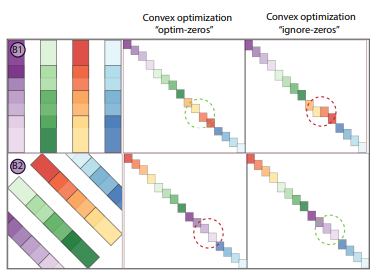 Convex optimization
"optim-zeros"
Convex optimization
"ignore-zeros"
B1
B2